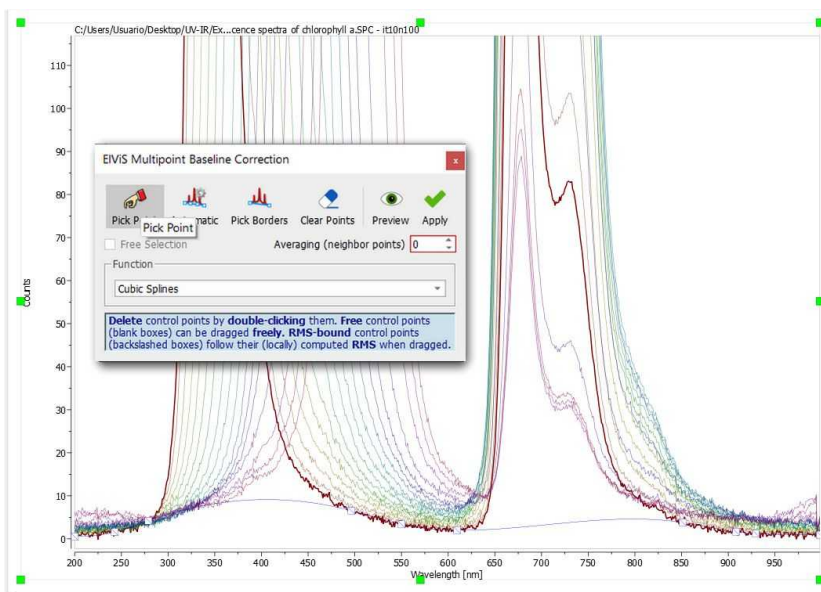 C:/Users/Usuario/Desktop/UV-IR/Ex...cence spectra of chlorophyll a.SPC - it10n100
110
100
90
80
70
60
50
40
30
20
10
0
Counts
EIViS Multipoint Baseline Correction
x
Pick Automatic Pick Borders Clear Points Preview Apply
Pick Point
Free Selection Averaging (neighbor points) 0
Function
Cubic Splines
Delete control points by double-clicking them. Free control points
(blank boxes) can be dragged freely. RMS-bound control points
(backslashed boxes) follow their (locally) computed RMS when dragged.
200 250 300 350 400 450 500 550 600 650 700 750 800 850 900 950
Wavelength [nm]